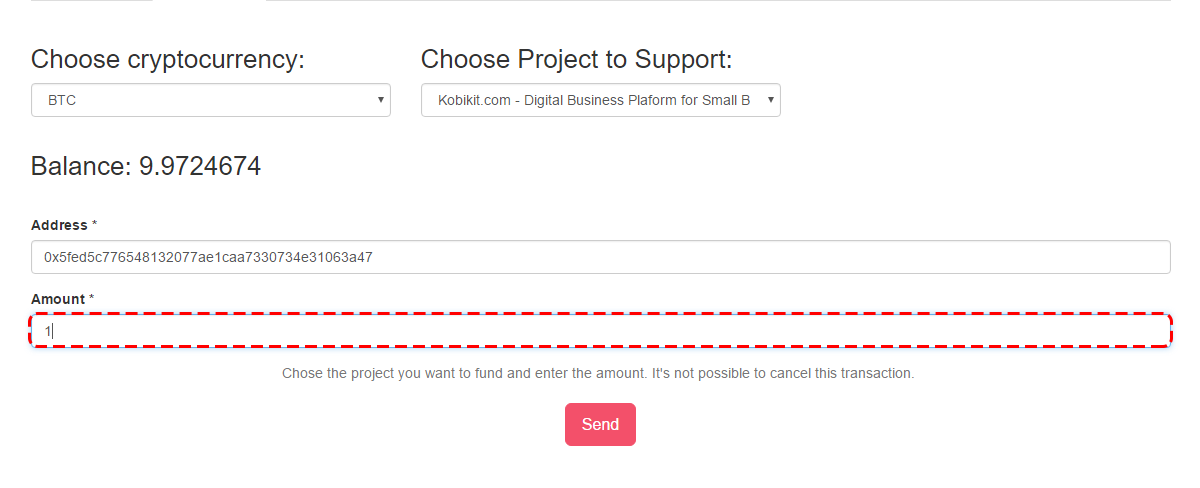 Choose cryptocurrency: Choose Project to Support:
BTC Kobikit.com - Digital Business Plaform for Small B
Balance: 9.9724674
Address *
0x5fed5c776548132077ae1caa7330734e31063a47
Amount *
1
Chose the project you want to fund and enter the amount. It's not possible to cancel this transaction.
Send